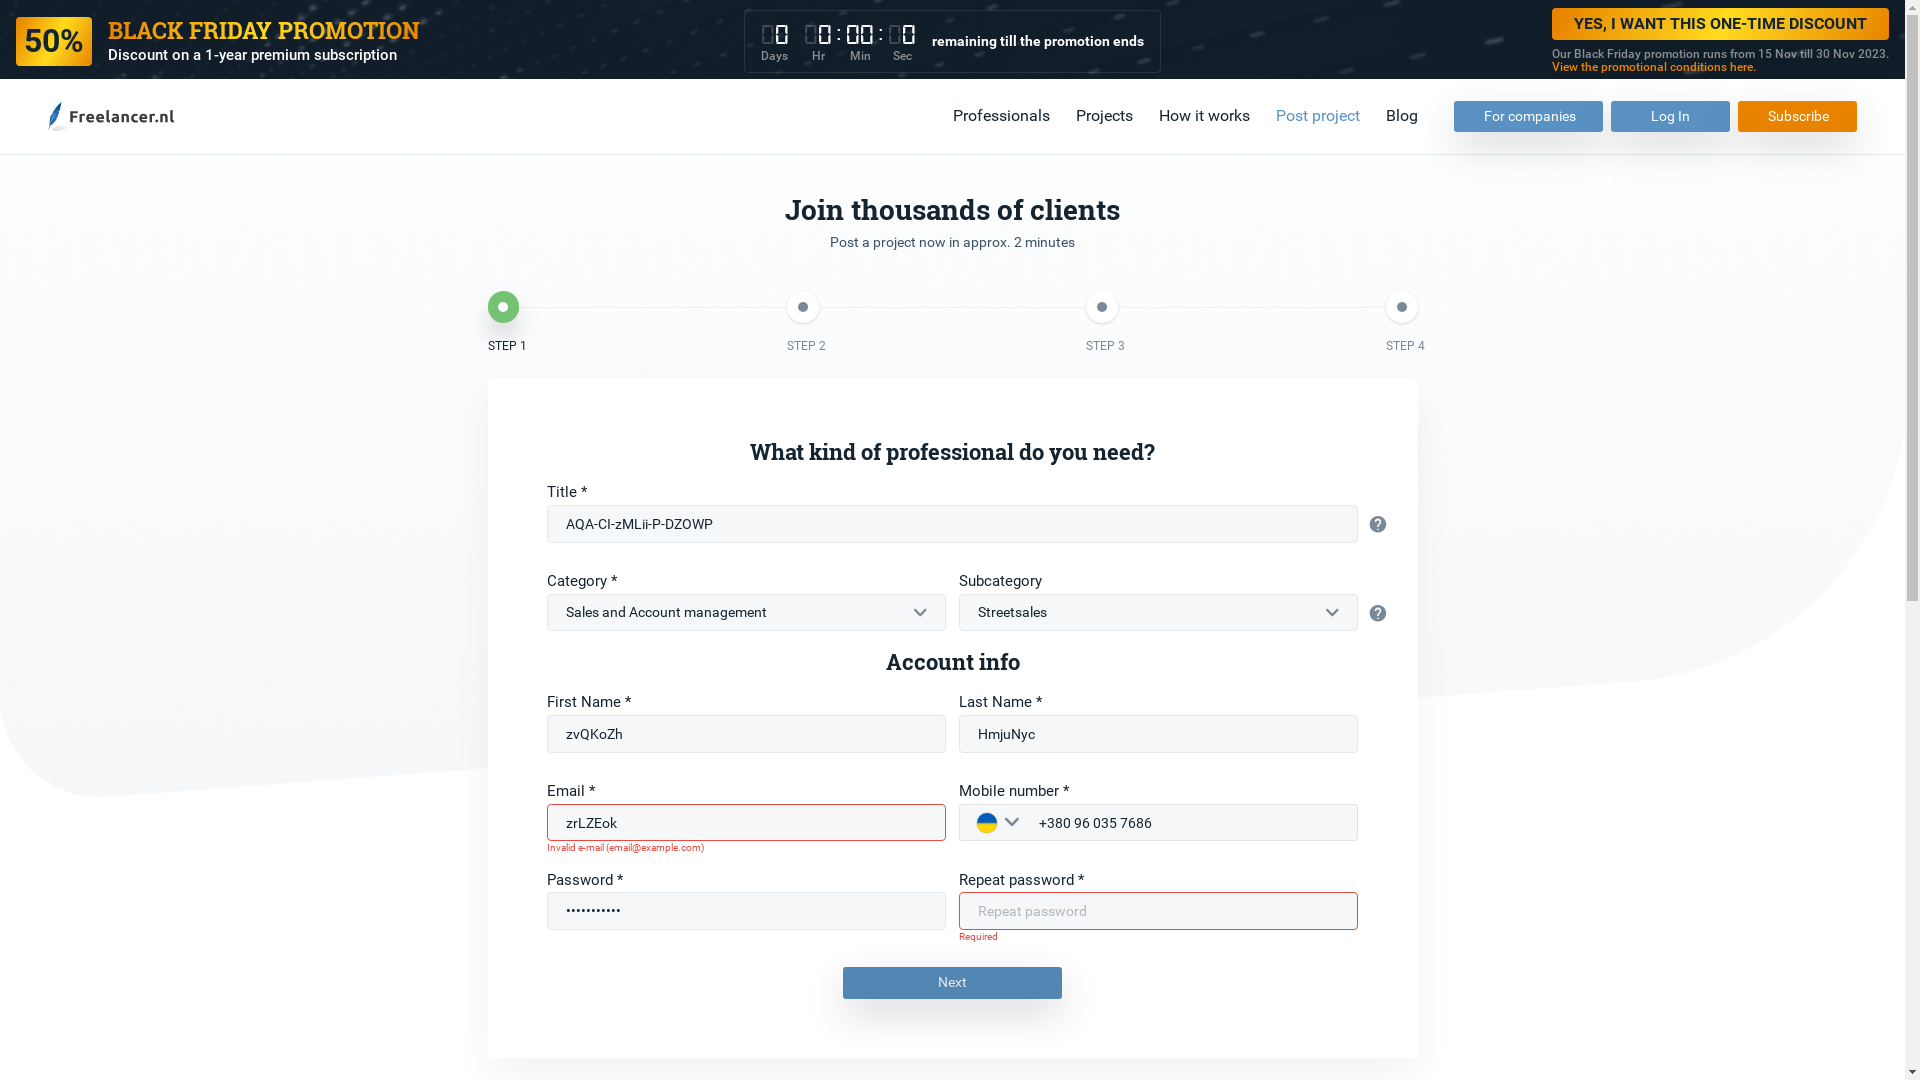 50%
BLACK FRIDAY PROMOTION
Discount on a 1-year premium subscription
0 0 : 00 : 0
Days Hr Min Sec
remaining till the promotion ends
YES, I WANT THIS ONE-TIME DISCOUNT
Our Black Friday promotion runs from 15 Nov till 30 Nov 2023.
View the promotional conditions here.
Freelancer.nl
Professionals Projects How it works Post project Blog For companies Log In Subscribe
Join thousands of clients
Post a project now in approx. 2 minutes
STEP 1 STEP 2 STEP 3 STEP 4
What kind of professional do you need?
Title *
AQA-CI-zMLii-P-DZOWP
Category * Subcategory
Sales and Account management Streetsales
Account info
First Name * Last Name *
zvQKoZh HmjuNyc
Email * Mobile number *
zrLZEok +380 96 035 7686
Invalid e-mail (email@example.com)
Password * Repeat password *
••••••••••• Repeat password
Required
Next